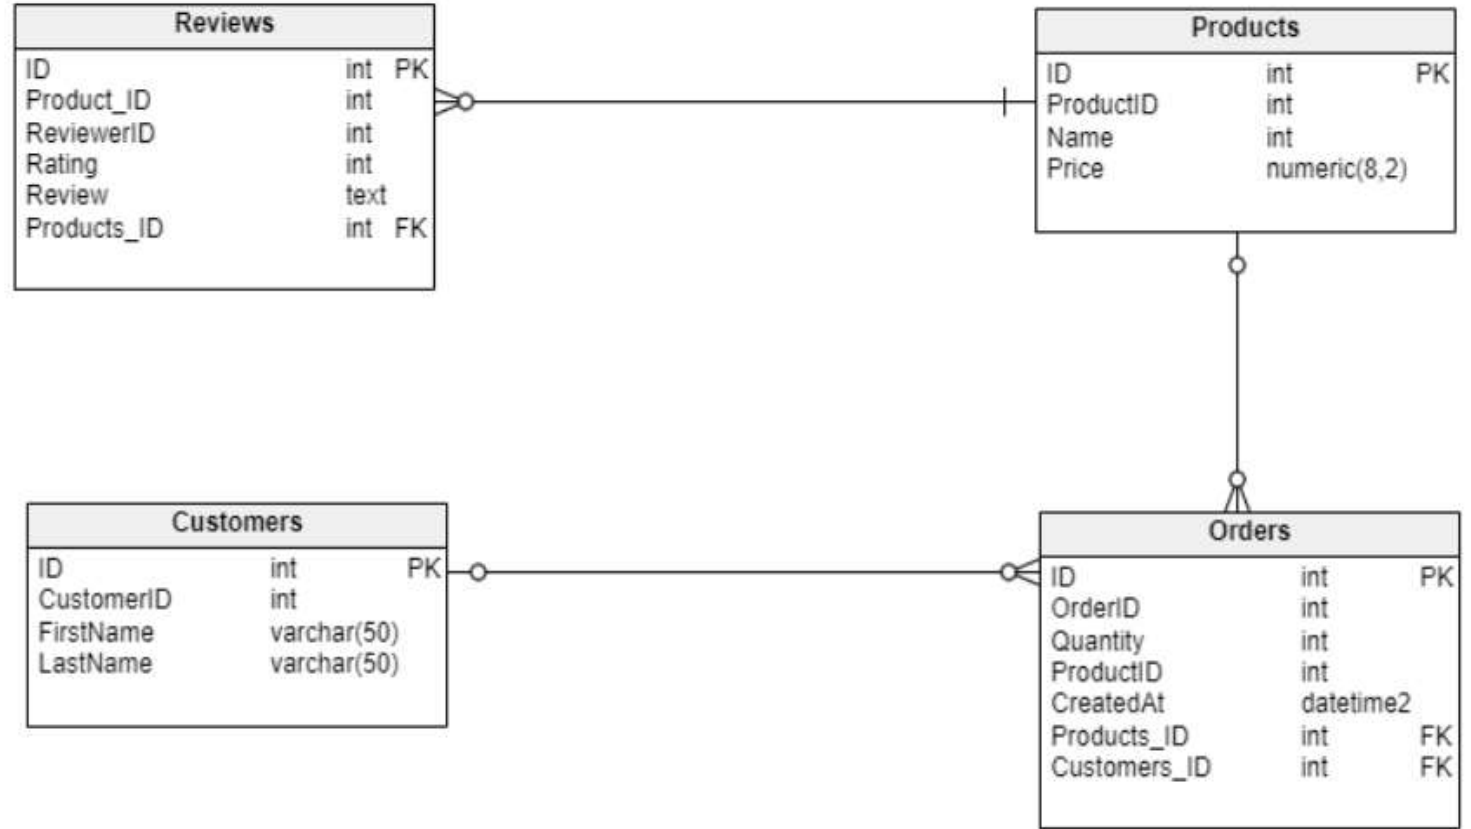 Reviews
ID int PK
Product_ID int
ReviewerID int
Rating int
Review text
Products_ID int FK
Products
ID int PK
ProductID int
Name int
Price numeric(8,2)
Customers
ID int PK
CustomerID int
FirstName varchar(50)
LastName varchar(50)
Orders
ID int PK
OrderID int
Quantity int
ProductID int
CreatedAt datetime2
Products_ID int FK
Customers_ID int FK